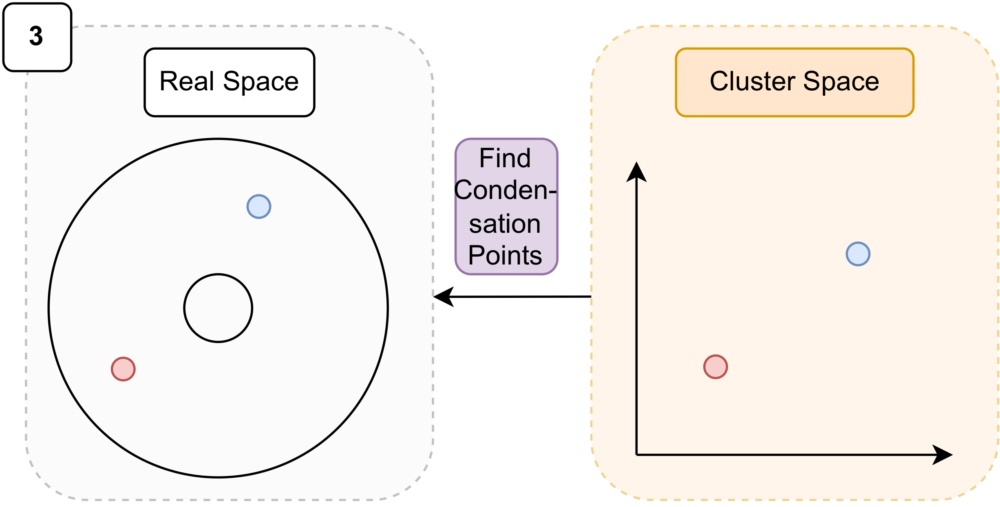 3
Real Space
Cluster Space
Find
Conden-
sation
Points